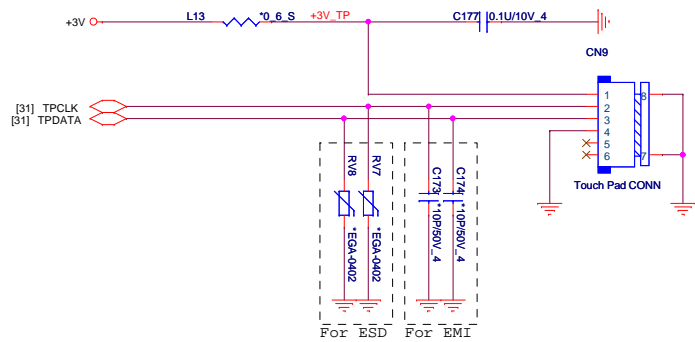 +3V L13 *0_6_S +3V_TP C177 0.1U/10V_4
CN9
[31] TPCLK
[31] TPDATA
1
2
3
4
5
6
8
7
Touch Pad CONN
RV8
*EGA-0402
RV7
*EGA-0402
C173
*10P/50V_4
C174
*10P/50V_4
For ESD
For EMI